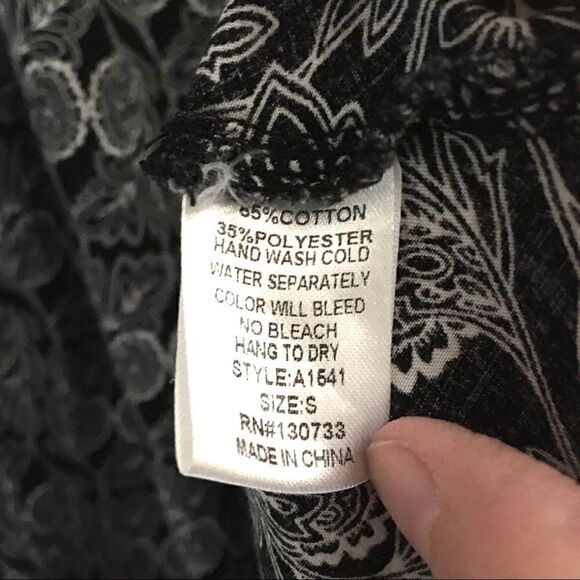 65%COTTON
35%POLYESTER
HAND WASH COLD
WATER SEPARATELY
COLOR WILL BLEED
NO BLEACH
HANG TO DRY
STYLE:A1541
SIZE:S
RN#130733
MADE IN CHINA